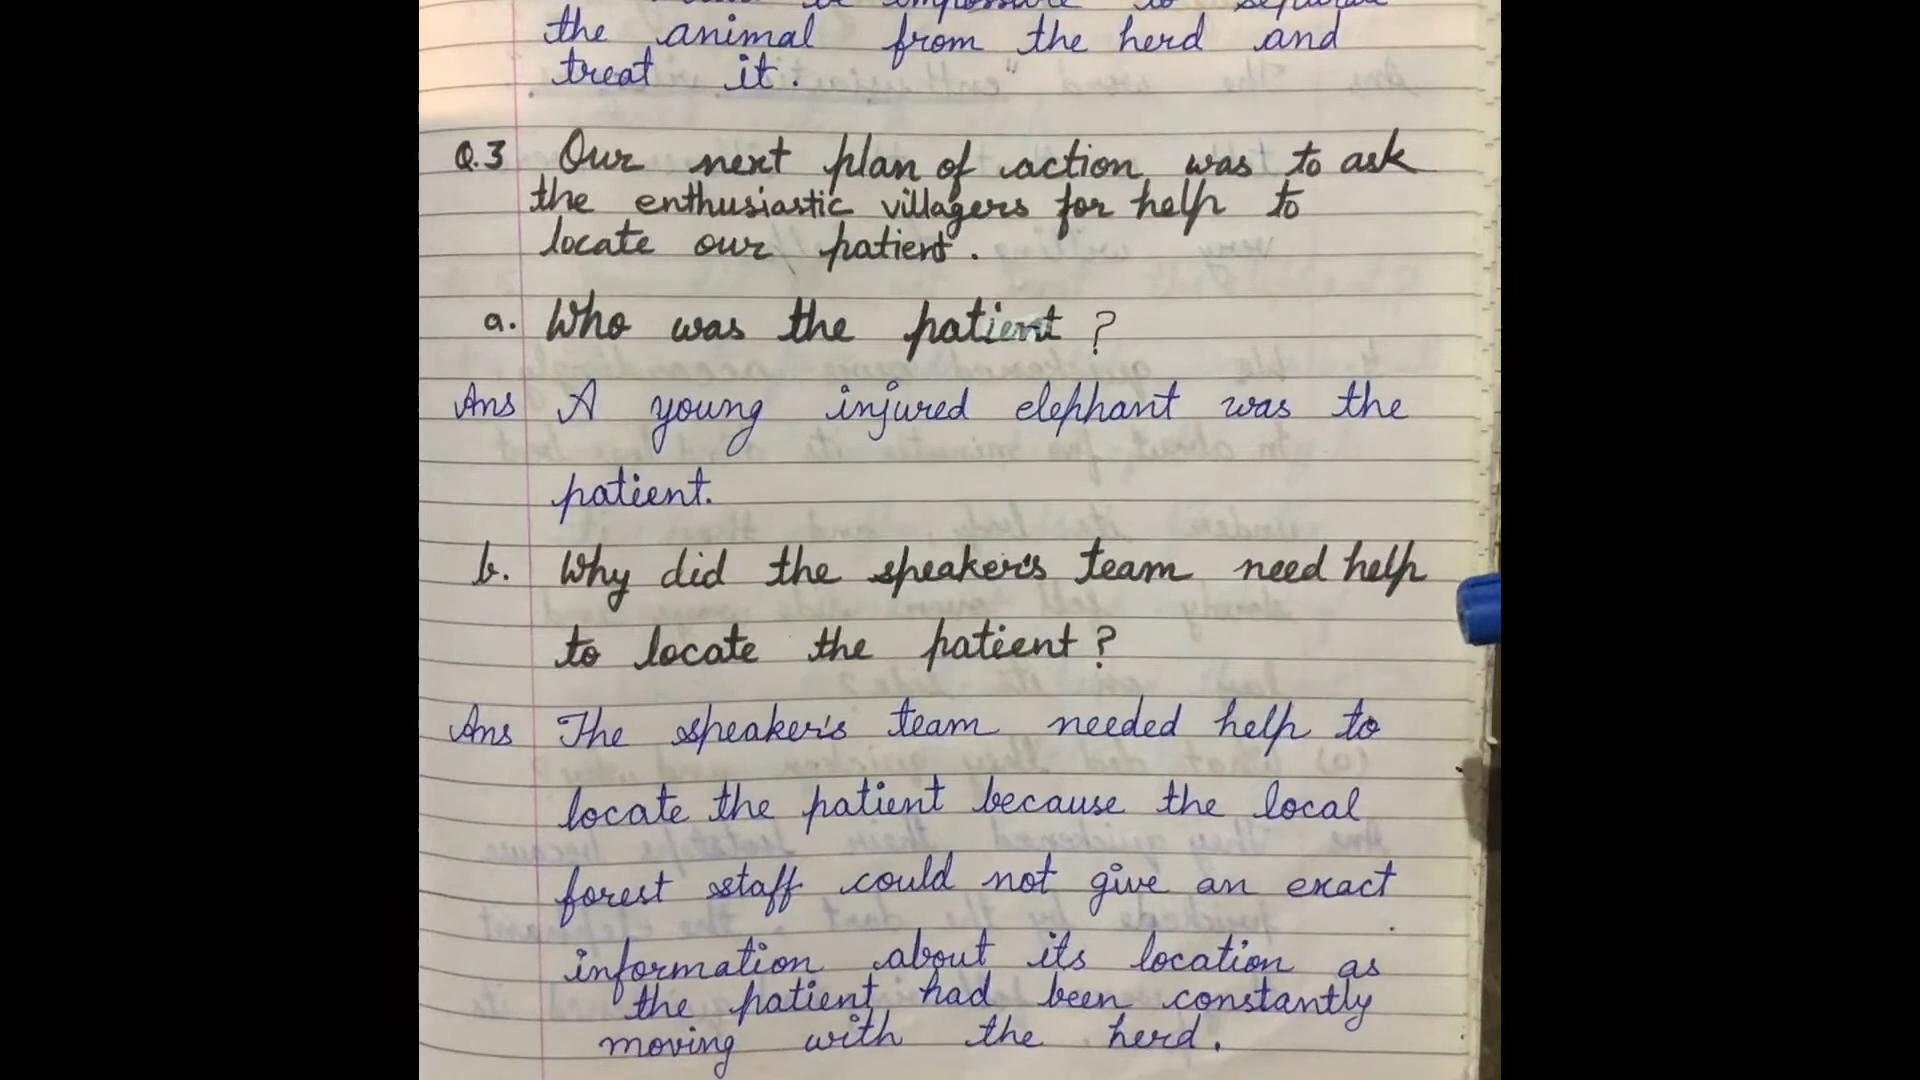 be impossible to separate
the animal from the herd and
treat it.
Q.3 Our next plan of action was to ask
the enthusiastic villagers for help to
locate our patient.
a. Who was the patient?
Ans A young injured elephant was the
patient.
b. Why did the speaker's team need help
to locate the patient?
Ans The speaker's team needed help to
locate the patient because the local
forest staff could not give an exact
information about its location as
the patient had been constantly
moving with the herd.